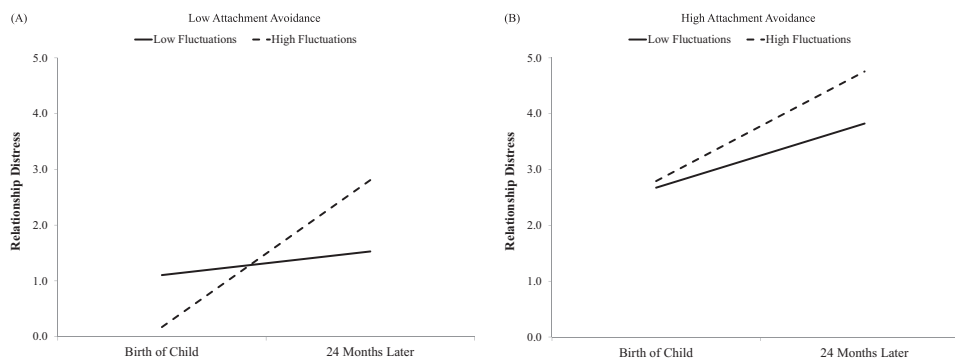 (A)
Low Attachment Avoidance
Low Fluctuations
High Fluctuations
5.0
4.0
3.0
2.0
1.0
0.0
Relationship Distress
Birth of Child
24 Months Later
(B)
High Attachment Avoidance
Low Fluctuations
High Fluctuations
5.0
4.0
3.0
2.0
1.0
0.0
Relationship Distress
Birth of Child
24 Months Later